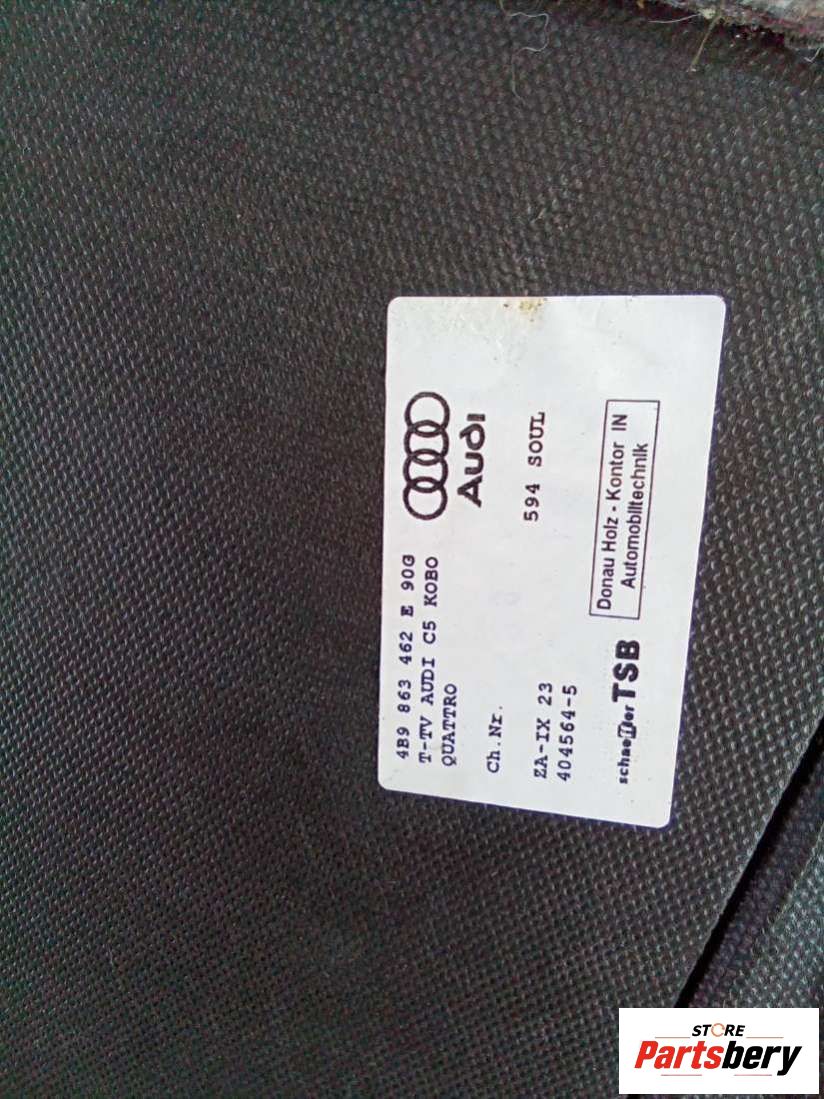 4B9 863 462 E 90G
T-TV AUDI C5 KOBO
QUATTRO
Audi
Ch.Nr.
594 SOUL
ZA-IX 23
404564-5
schaeffler TSB
Donau Holz - Kontor IN
Automobiltechnik
STORE
Partsbery